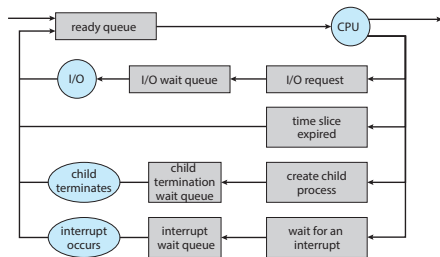 ready queue
CPU
I/O
I/O wait queue
I/O request
time slice
expired
child
terminates
child
termination
wait queue
create child
process
interrupt
occurs
interrupt
wait queue
wait for an
interrupt